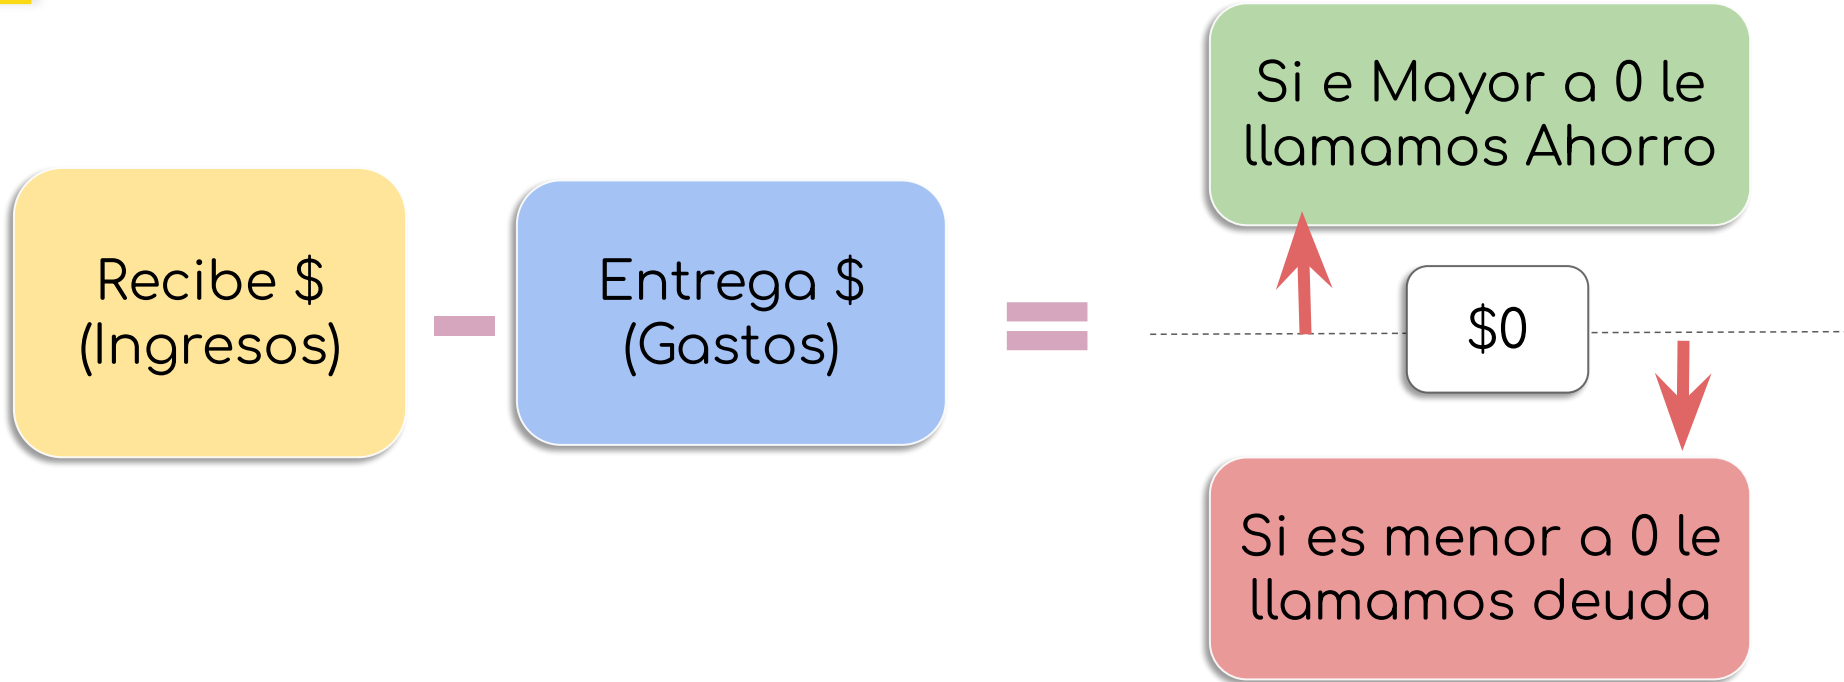 Recibe $
(Ingresos)
Entrega $
(Gastos)
Si e Mayor a 0 le
llamamos Ahorro
$0
Si es menor a 0 le
llamamos deuda